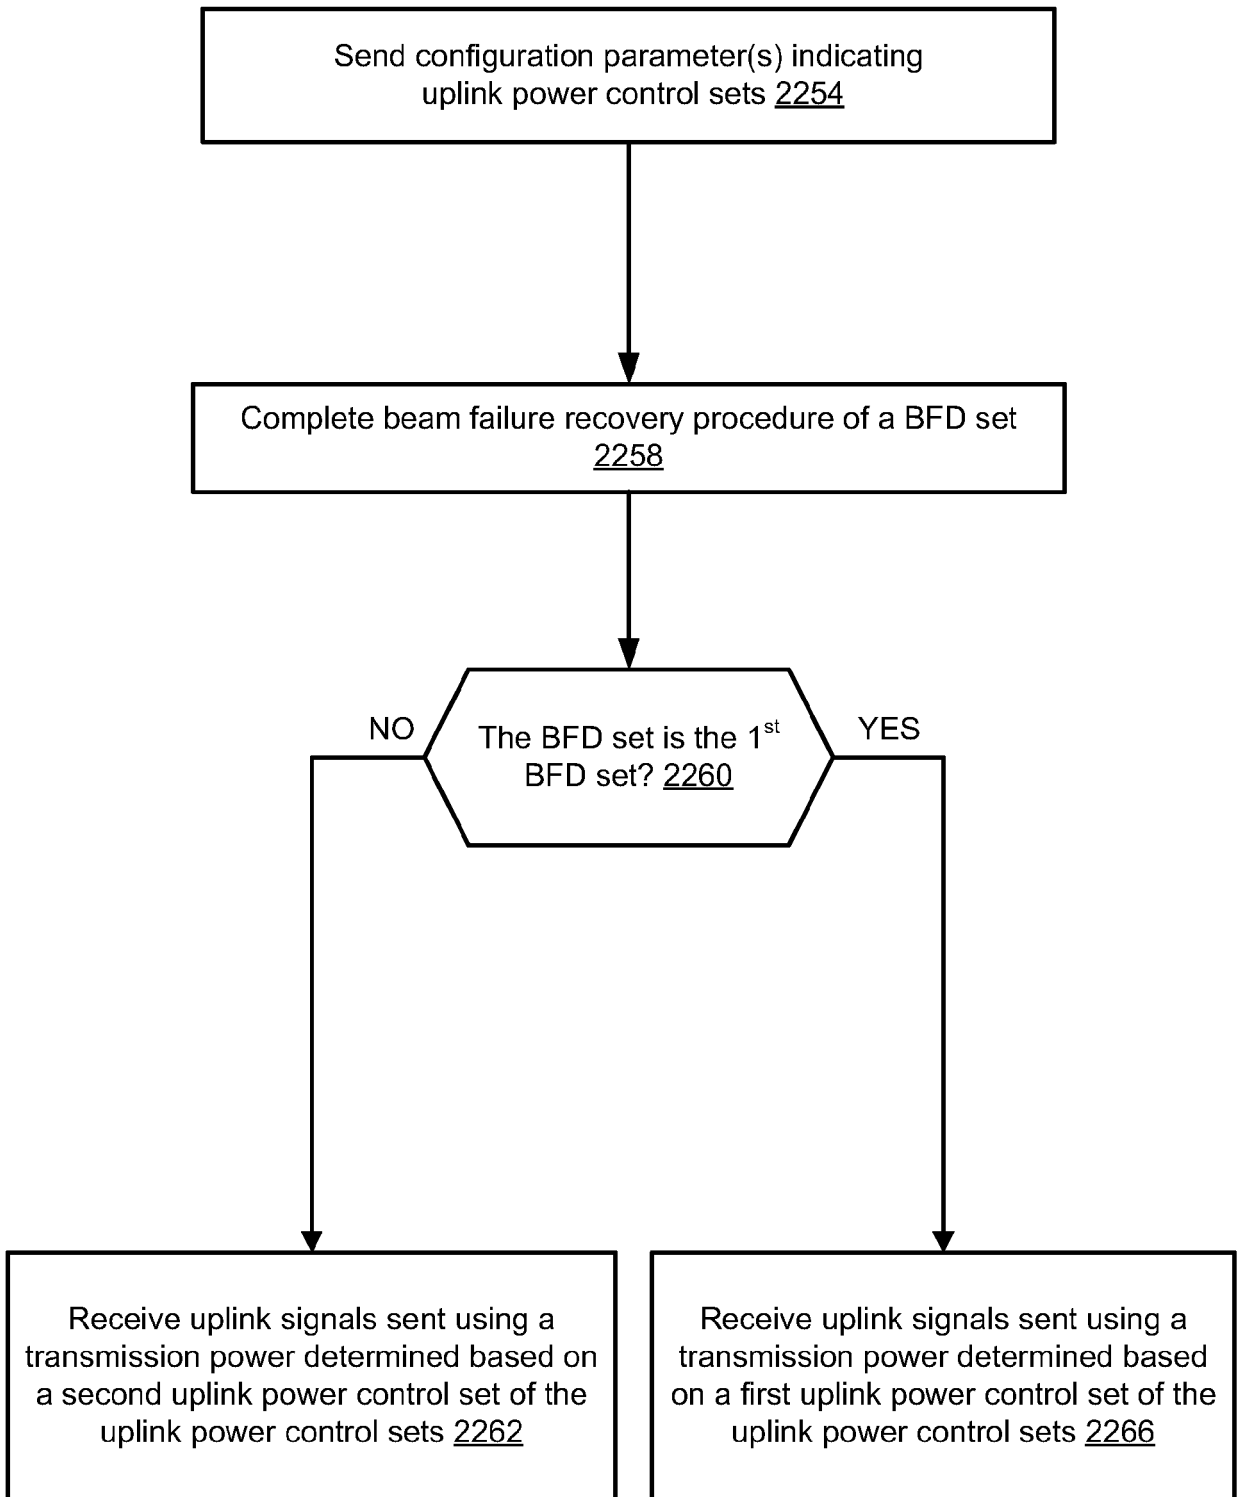 Send configuration parameter(s) indicating
uplink power control sets 2254
Complete beam failure recovery procedure of a BFD set
2258
NO
YES
The BFD set is the 1st
BFD set? 2260
Receive uplink signals sent using a
transmission power determined based on
a second uplink power control set of the
uplink power control sets 2262
Receive uplink signals sent using a
transmission power determined based
on a first uplink power control set of the
uplink power control sets 2266